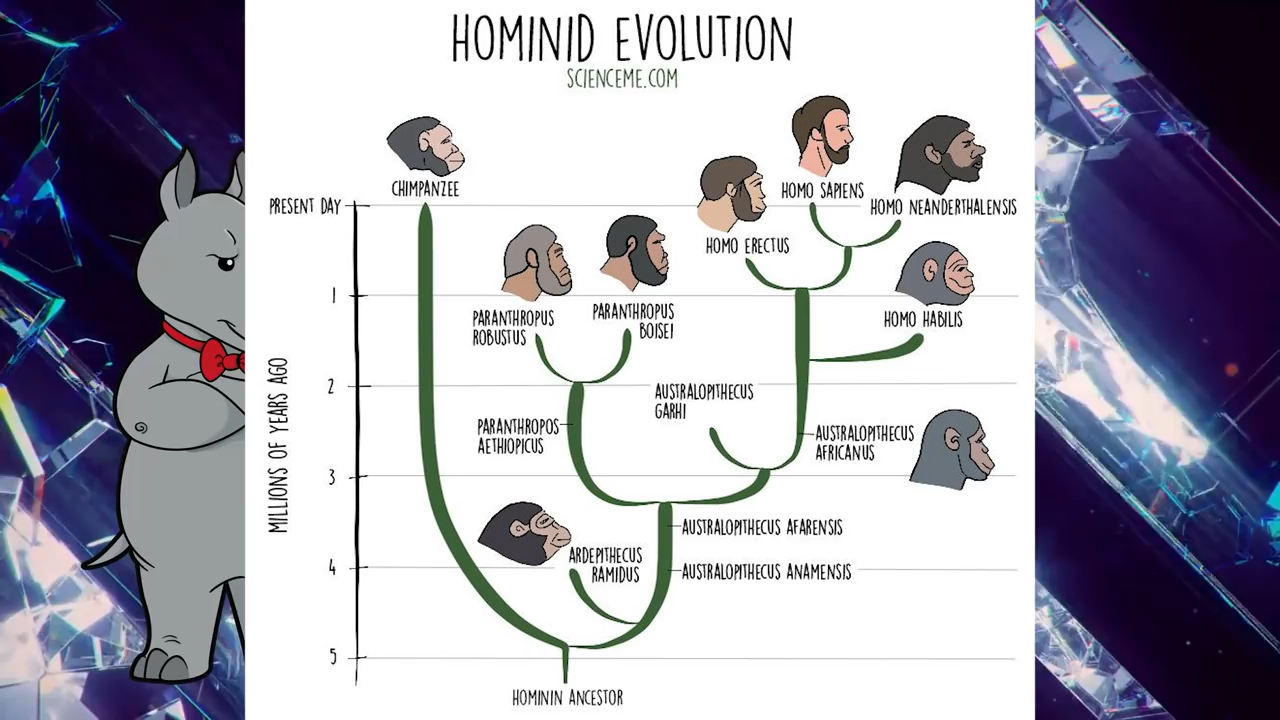 HOMINID EVOLUTION
SCIENCEME.COM
CHIMPANZEE
HOMO SAPIENS
HOMO NEANDERTHALENSIS
PRESENT DAY
HOMO ERECTUS
1
PARANTHROPUS
ROBUSTUS
PARANTHROPUS
BOISEI
HOMO HABILIS
2
AUSTRALOPITHECUS
GARHI
PARANTHROPOS
AETHIOPICUS
AUSTRALOPITHECUS
AFRICANUS
MILLIONS OF YEARS AGO
3
AUSTRALOPITHECUS AFARENSIS
ARDEPITHECUS
RAMIDUS
4
AUSTRALOPITHECUS ANAMENSIS
5
HOMININ ANCESTOR